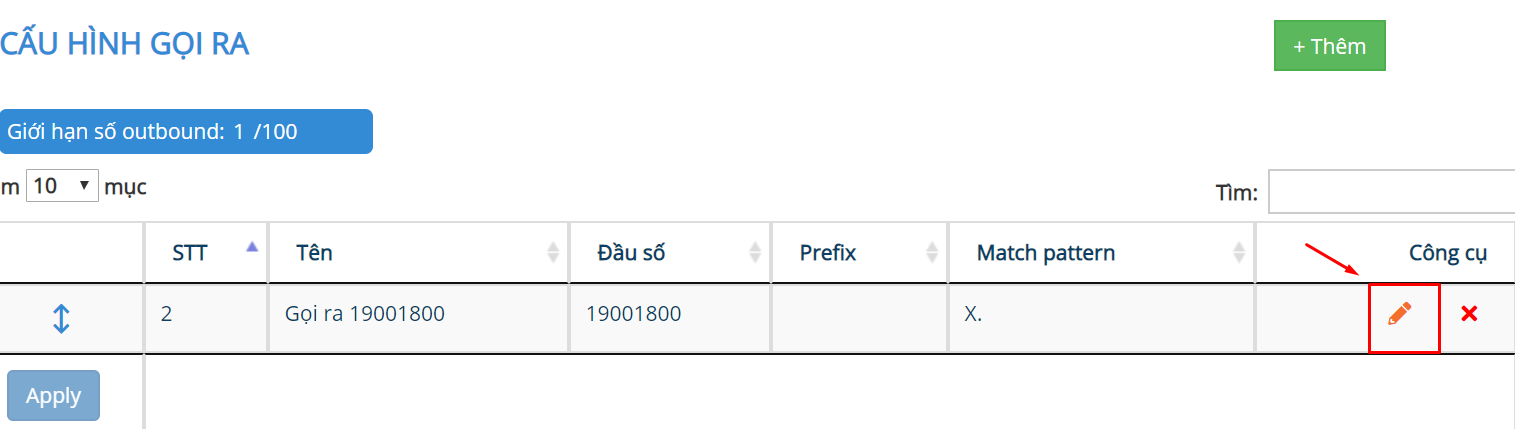 CẤU HÌNH GỌI RA
+ Thêm
Giới hạn số outbound: 1 /100
m 10 mục
Tìm:
STT Tên Đầu số Prefix Match pattern Công cụ
2 Gọi ra 19001800 19001800 X.
Apply